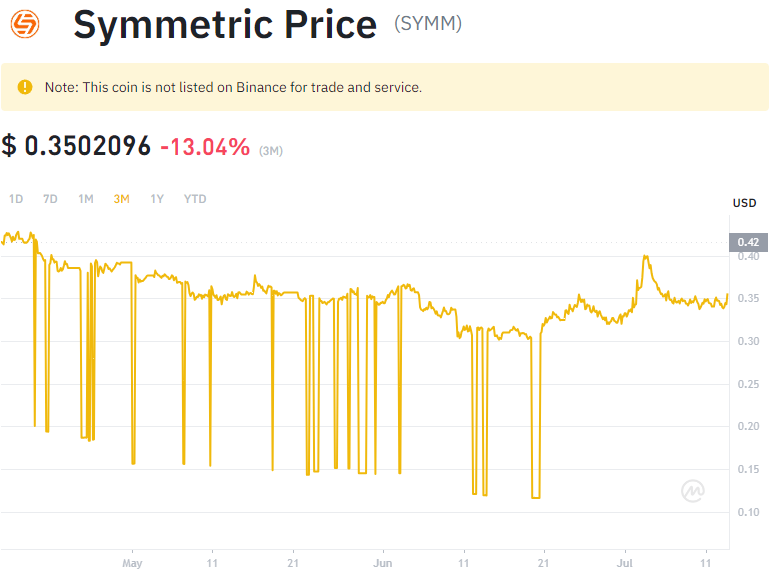 Symmetric Price (SYMM)
Note: This coin is not listed on Binance for trade and service.
$ 0.3502096 -13.04% (3M)
1D 7D 1M 3M 1Y YTD
USD
0.42
0.40
0.35
0.30
0.25
0.20
0.15
0.10
May 11 21 Jun 11 21 Jul 11